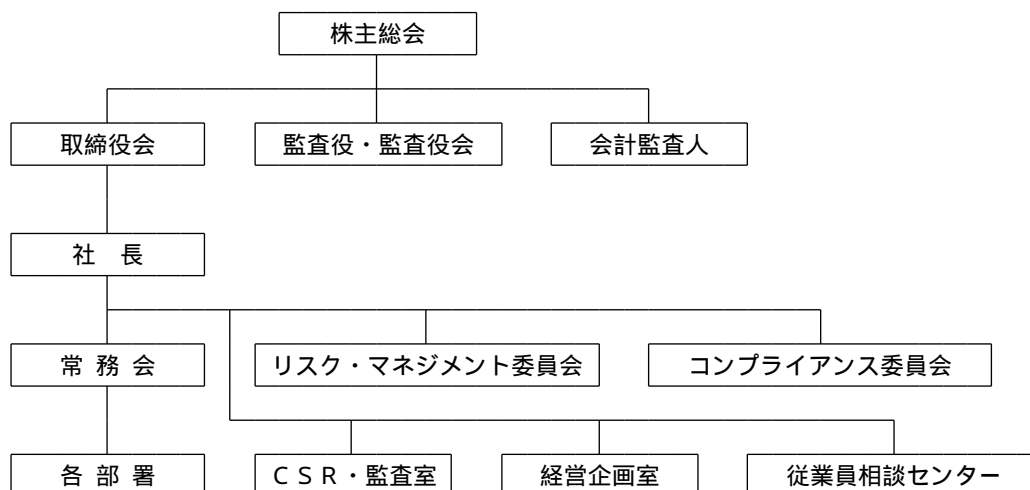 株主総会
取締役会 監査役・監査役会 会計監査人
社　長
常 務 会 リスク・マネジメント委員会 コンプライアンス委員会
各 部 署 ＣＳＲ・監査室 経営企画室 従業員相談センター